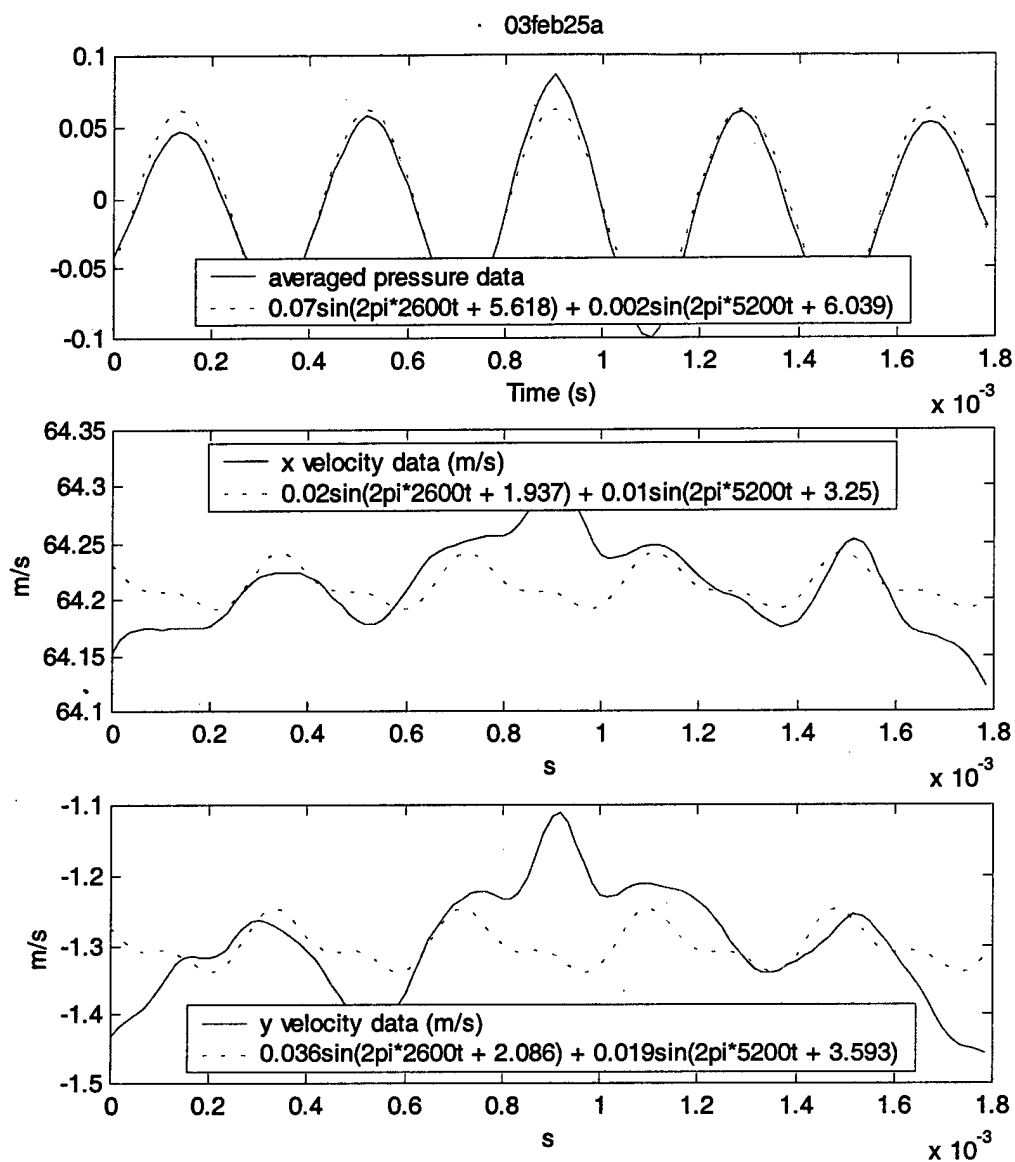 03feb25a
0.1
0.05
0
-0.05
-0.1
averaged pressure data
0.07sin(2pi*2600t + 5.618) + 0.002sin(2pi*5200t + 6.039)
0 0.2 0.4 0.6 0.8 1 1.2 1.4 1.6 1.8
Time (s)
x 10-3
64.35
64.3
64.25
64.2
64.15
64.1
m/s
x velocity data (m/s)
0.02sin(2pi*2600t + 1.937) + 0.01sin(2pi*5200t + 3.25)
0 0.2 0.4 0.6 0.8 1 1.2 1.4 1.6 1.8
s
x 10-3
-1.1
-1.2
-1.3
-1.4
-1.5
m/s
y velocity data (m/s)
0.036sin(2pi*2600t + 2.086) + 0.019sin(2pi*5200t + 3.593)
0 0.2 0.4 0.6 0.8 1 1.2 1.4 1.6 1.8
s
x 10-3